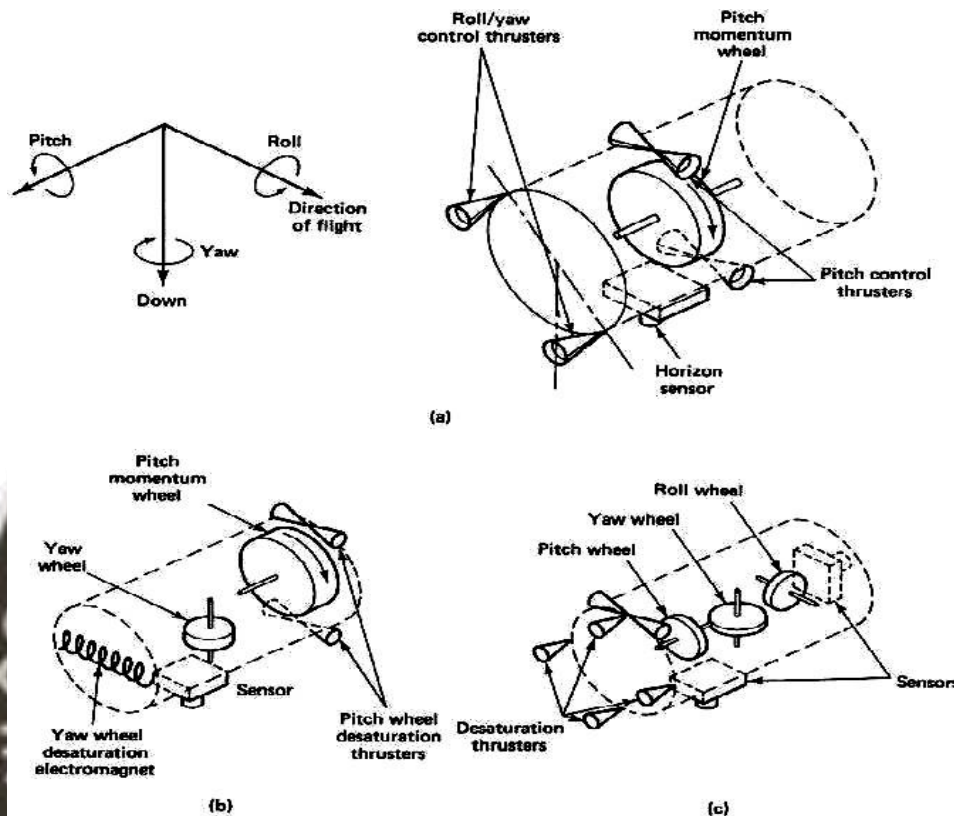 Roll/yaw
control thrusters
Pitch
momentum
wheel
Pitch
Roll
Direction
of flight
Yaw
Down
Pitch control
thrusters
Horizon
sensor
(a)
Pitch
momentum
wheel
Yaw
wheel
Sensor
Yaw wheel
desaturation
electromagnet
Pitch wheel
desaturation
thrusters
(b)
Roll wheel
Yaw wheel
Pitch wheel
Sensors
Desaturation
thrusters
(c)